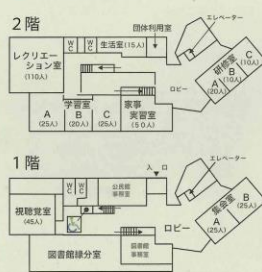 2階
団体利用室
エレベーター
WC
WC
生活室(15人)
レクリエーション室
(110人)
研修室
C
(10人)
B
(10人)
A
(20人)
ロビー
学習室
A
(25人)
B
(20人)
C
(25人)
家事
実習室
(50人)
1階
入口
エレベーター
WC
WC
公民館
事務室
視聴覚室
(45人)
集会室
B
(25人)
A
(25人)
ロビー
図書館緑分室
図書館
事務室